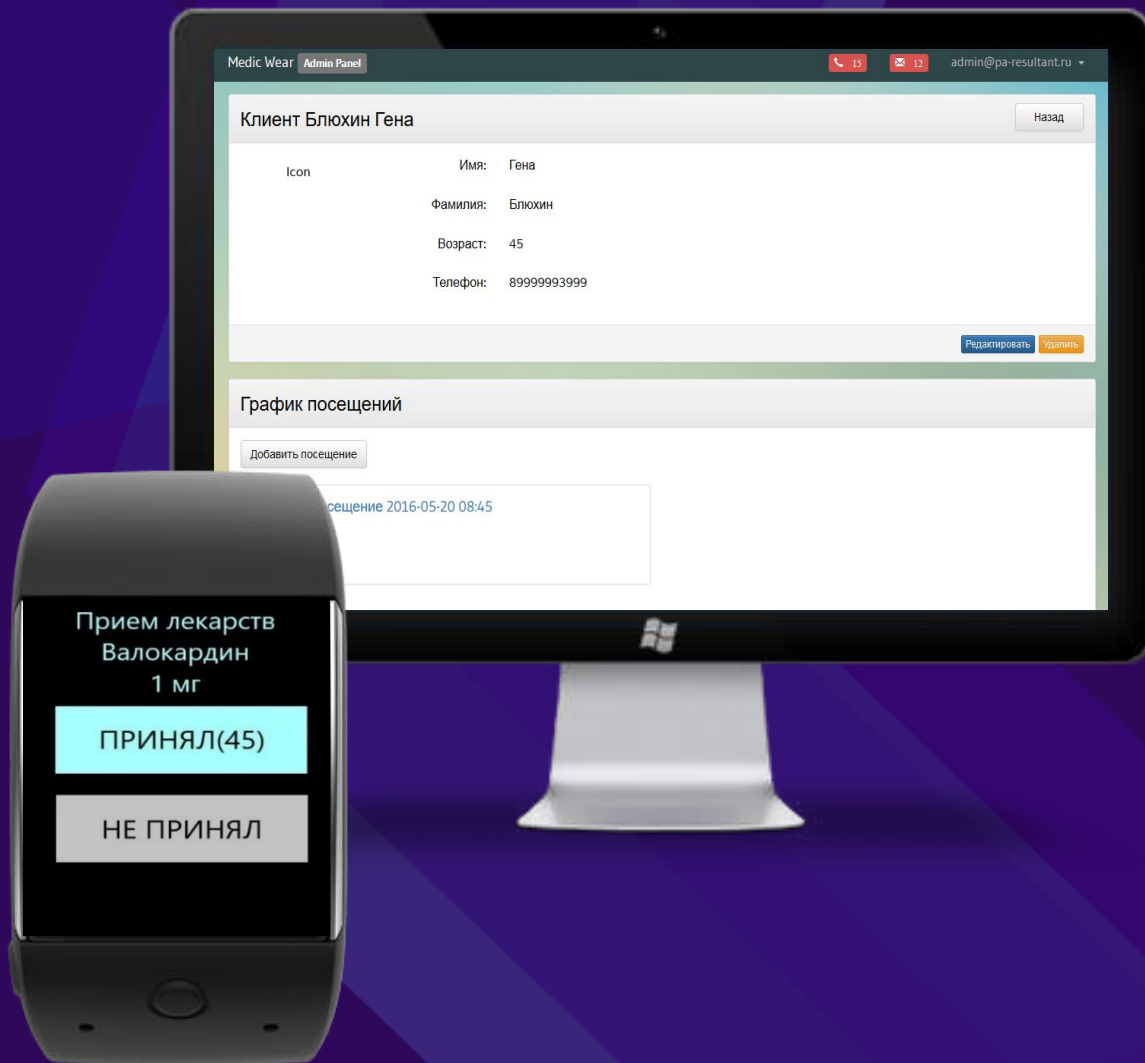 Medic Wear Admin Panel 15 12 admin@pa-resultant.ru
Клиент Блюхин Гена Назад
Icon Имя: Гена
Фамилия: Блюхин
Возраст: 45
Телефон: 89999993999
Редактировать Удалить
График посещений
Добавить посещение
сещение 2016-05-20 08:45
Прием лекарств
Валокардин
1 мг
ПРИНЯЛ(45)
НЕ ПРИНЯЛ